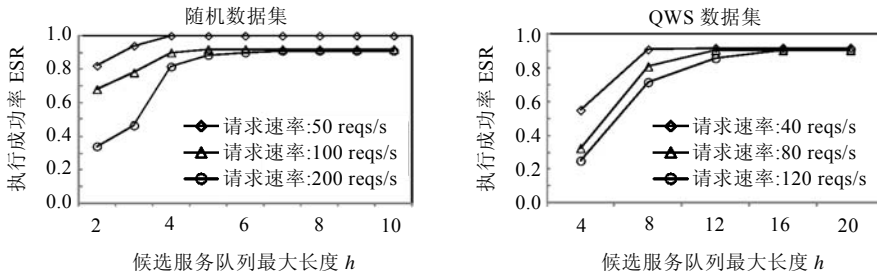 随机数据集
执行成功率 ESR
1.0
0.8
0.6
0.4
0.2
0.0
请求速率:50 reqs/s
请求速率:100 reqs/s
请求速率:200 reqs/s
2 4 6 8 10
候选服务队列最大长度 h
QWS 数据集
执行成功率 ESR
1.0
0.8
0.6
0.4
0.2
0.0
请求速率:40 reqs/s
请求速率:80 reqs/s
请求速率:120 reqs/s
4 8 12 16 20
候选服务队列最大长度 h